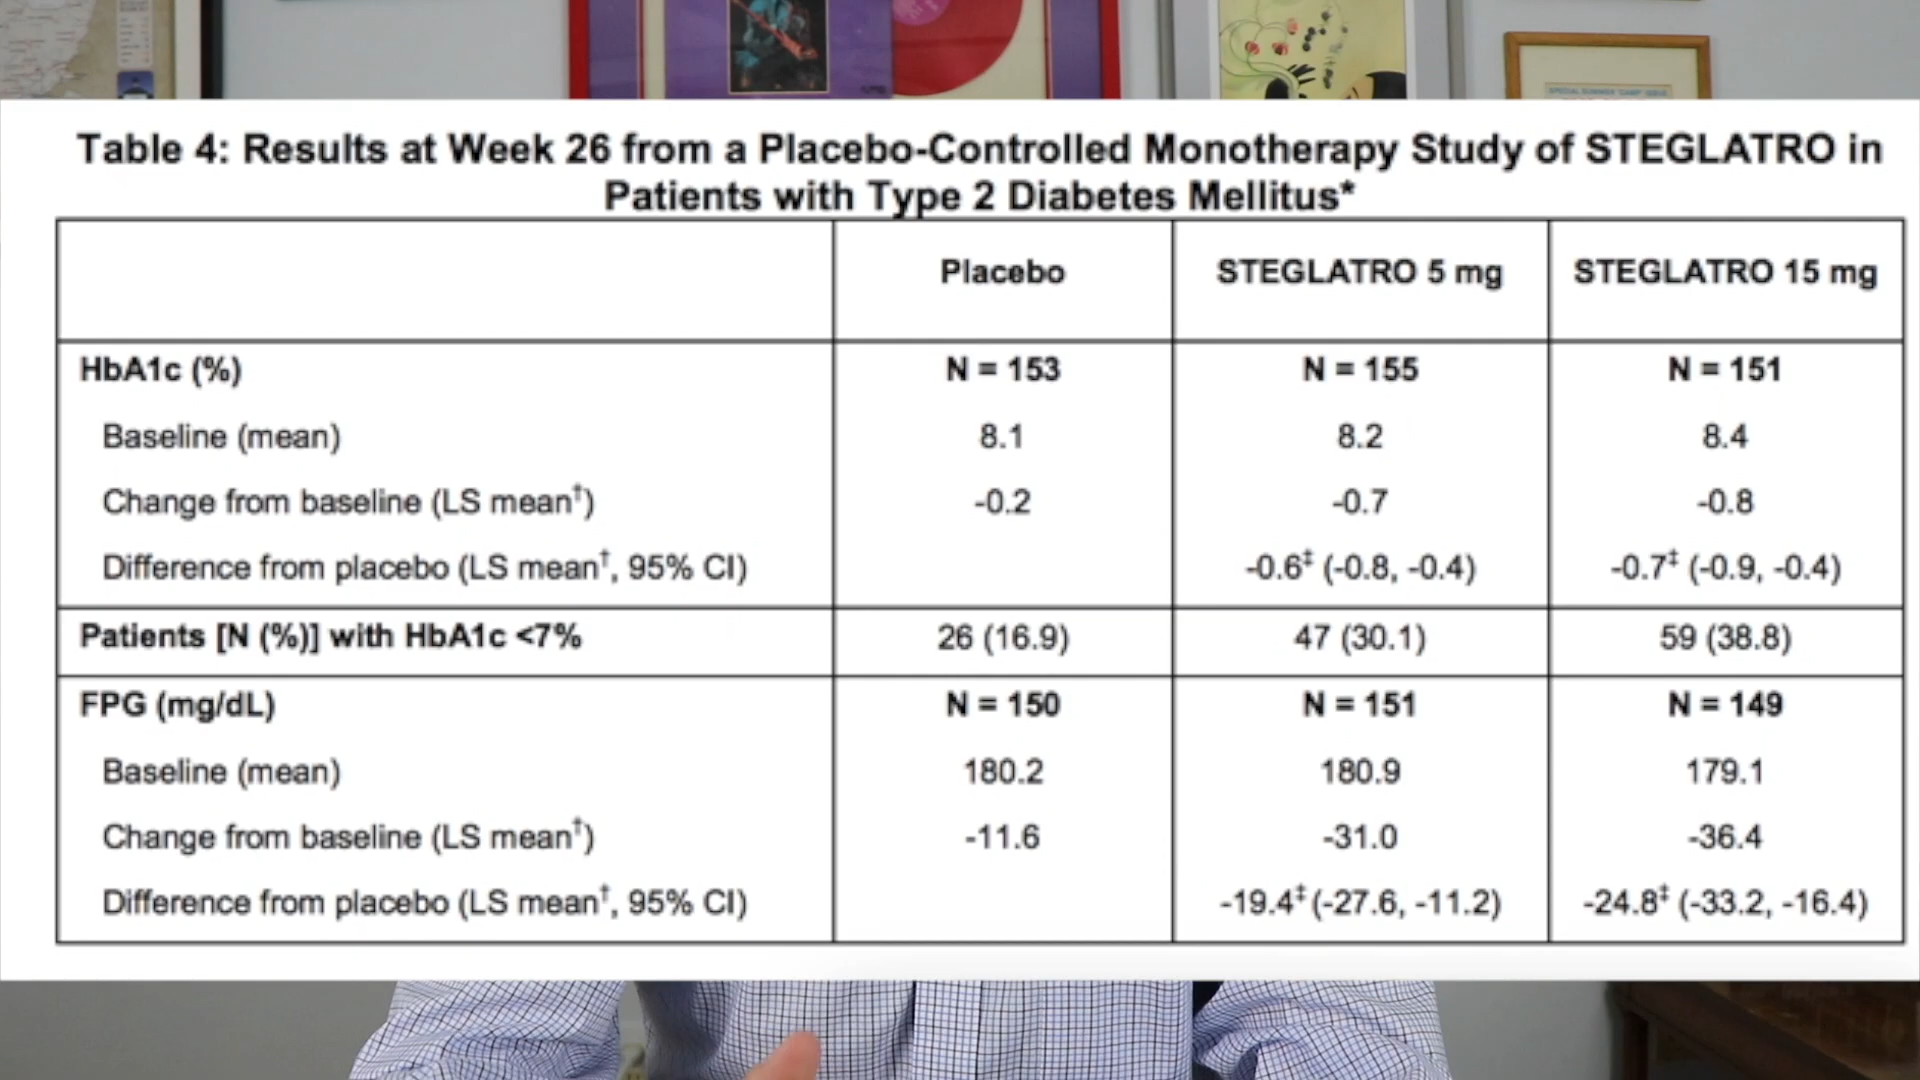 SPECIAL SUMMER "CAMP" ISSUE
Table 4: Results at Week 26 from a Placebo-Controlled Monotherapy Study of STEGLATRO in
Patients with Type 2 Diabetes Mellitus*
Placebo STEGLATRO 5 mg STEGLATRO 15 mg
HbA1c (%) N = 153 N = 155 N = 151
Baseline (mean) 8.1 8.2 8.4
Change from baseline (LS mean†) -0.2 -0.7 -0.8
Difference from placebo (LS mean†, 95% CI) -0.6‡ (-0.8, -0.4) -0.7‡ (-0.9, -0.4)
Patients [N (%)] with HbA1c <7% 26 (16.9) 47 (30.1) 59 (38.8)
FPG (mg/dL) N = 150 N = 151 N = 149
Baseline (mean) 180.2 180.9 179.1
Change from baseline (LS mean†) -11.6 -31.0 -36.4
Difference from placebo (LS mean†, 95% CI) -19.4‡ (-27.6, -11.2) -24.8‡ (-33.2, -16.4)